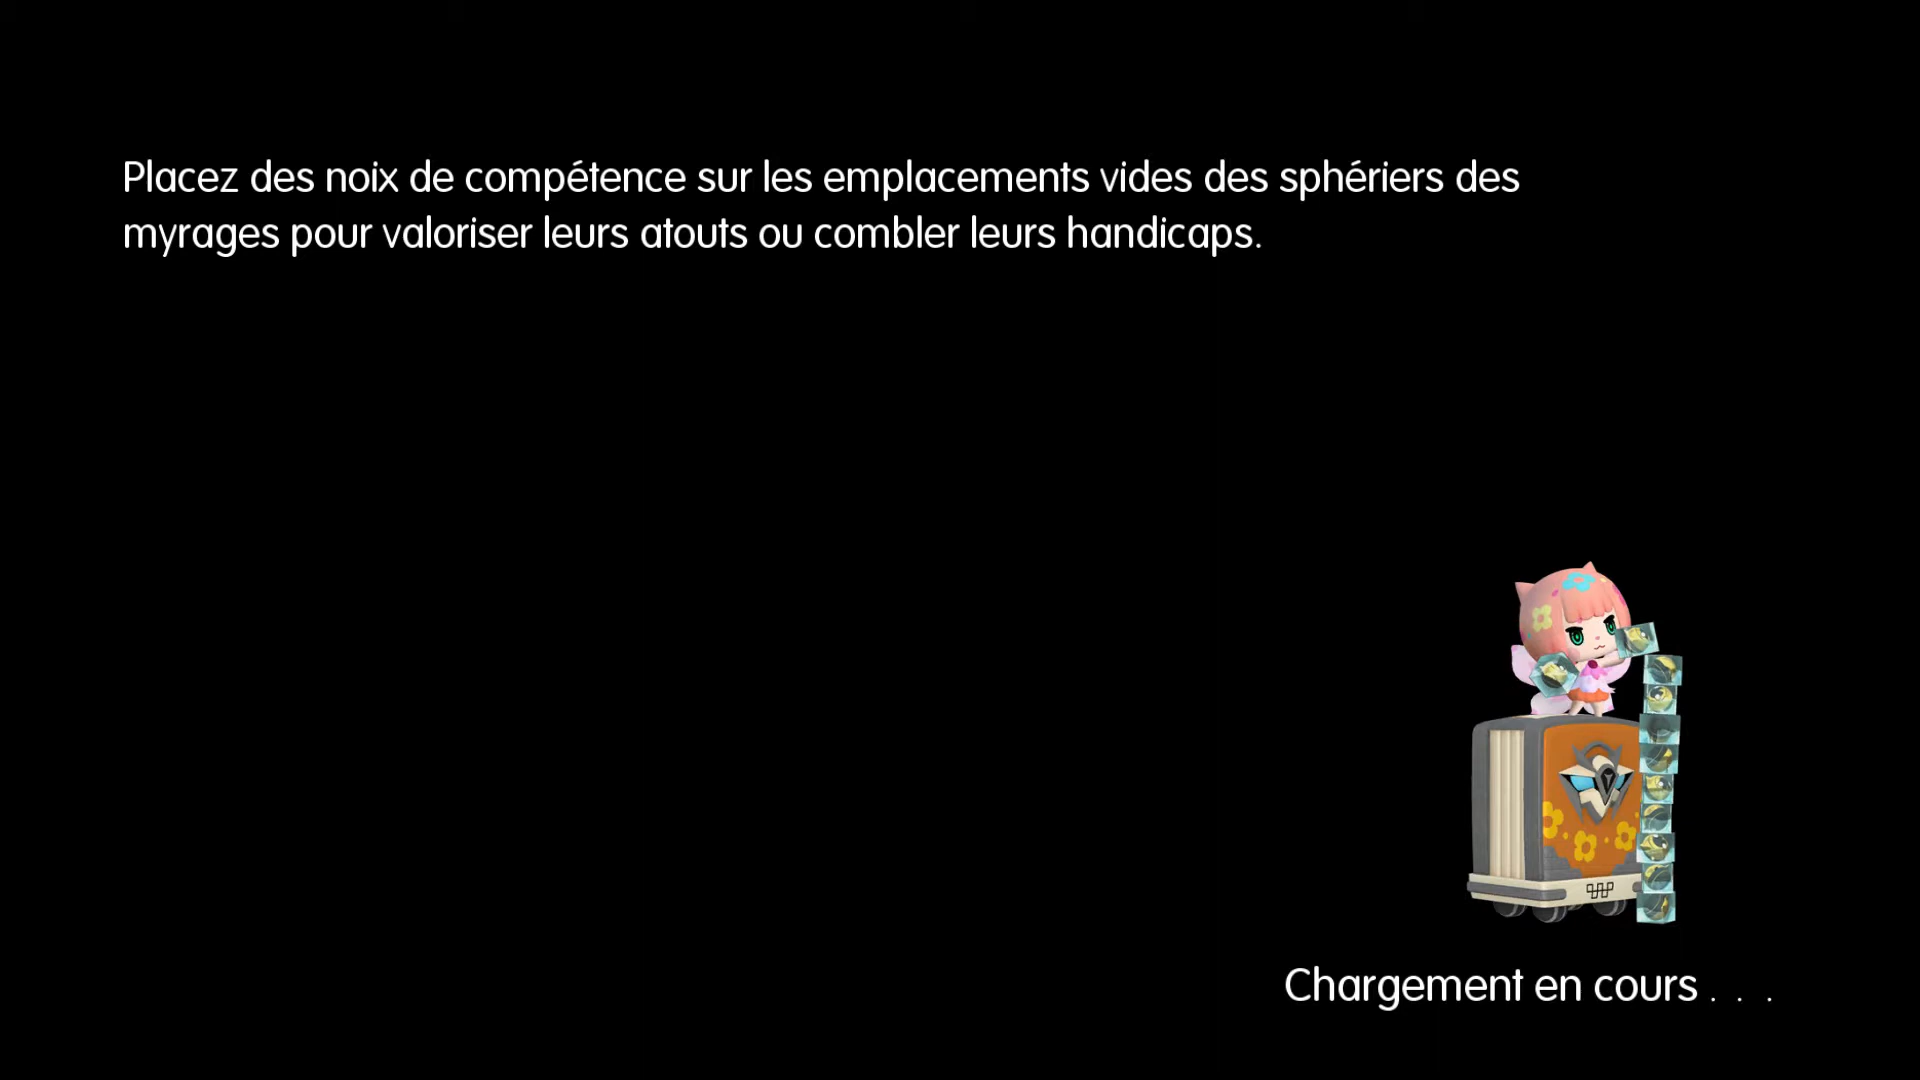 Placez des noix de compétence sur les emplacements vides des sphériers des
myrages pour valoriser leurs atouts ou combler leurs handicaps.
Chargement en cours . . .